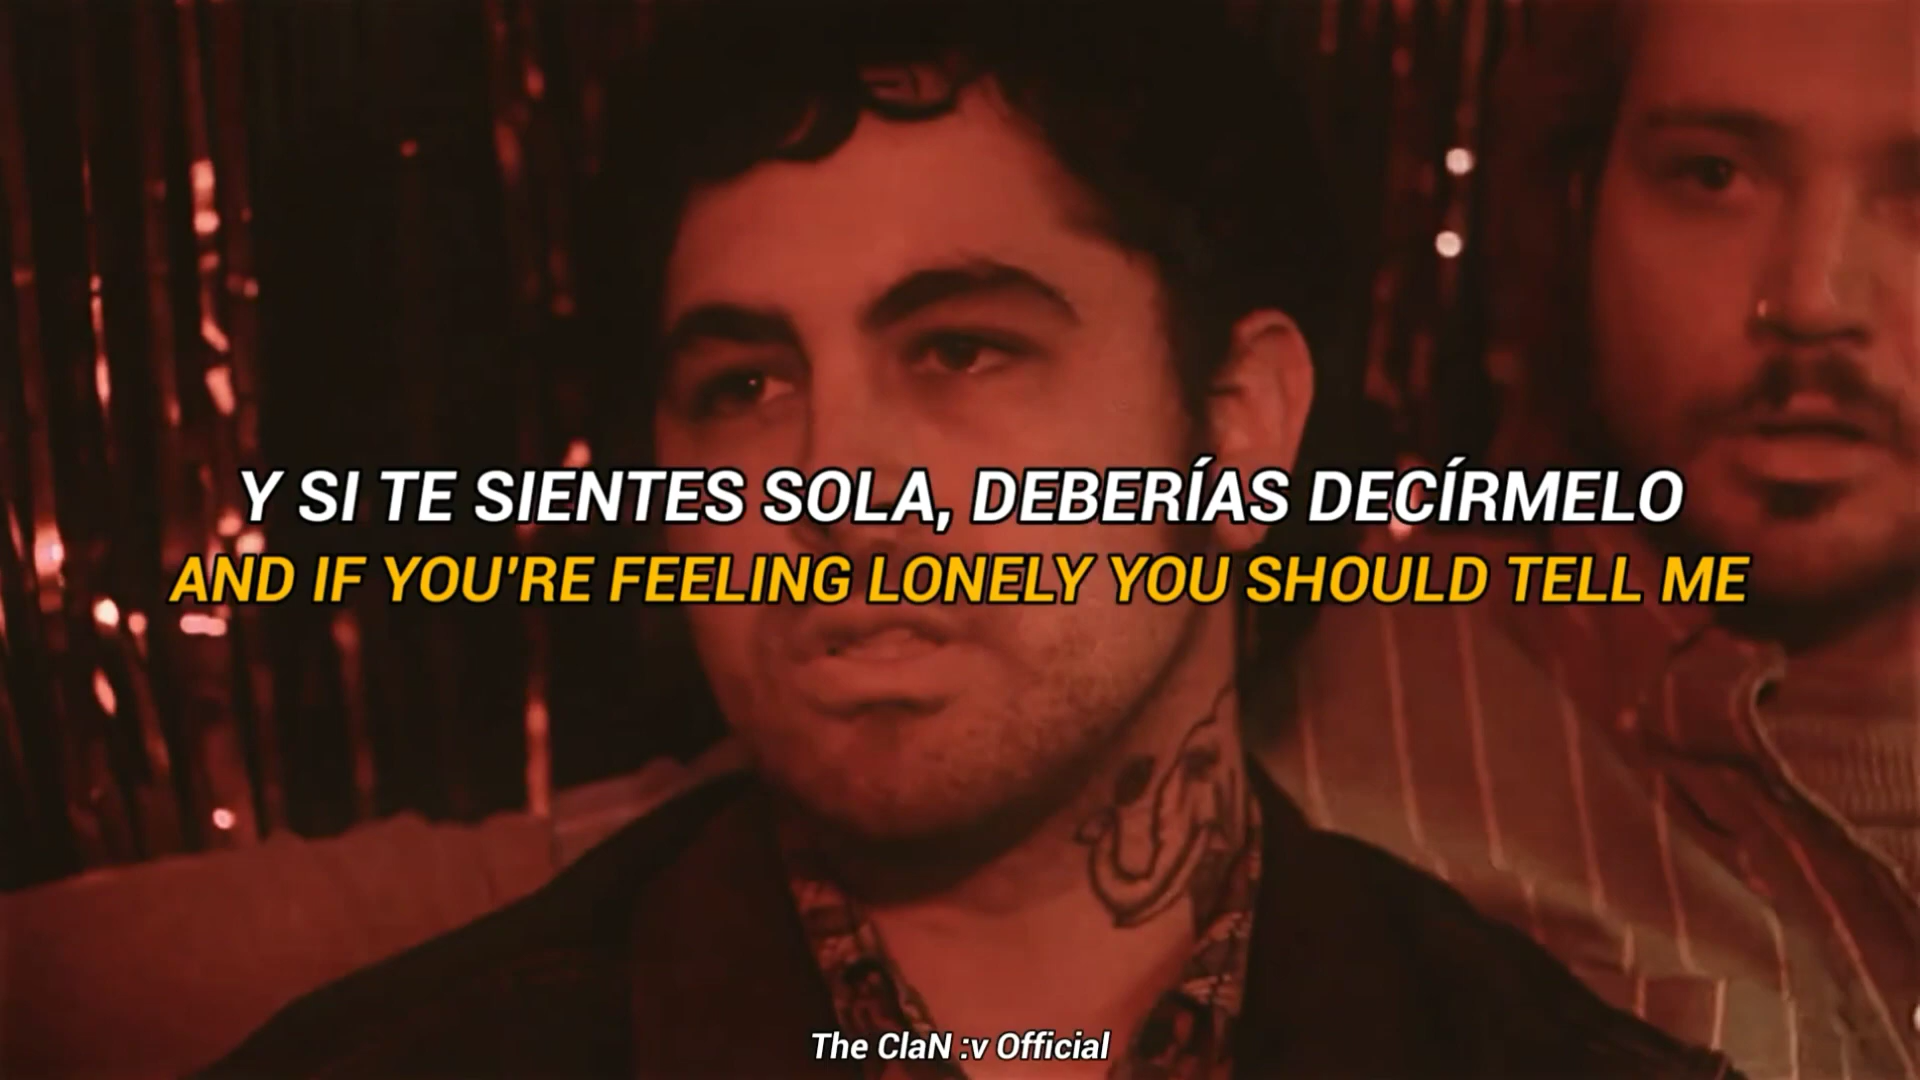 Y SI TE SIENTES SOLA, DEBERÍAS DECÍRMELO
AND IF YOU'RE FEELING LONELY YOU SHOULD TELL ME
The ClaN :v Official